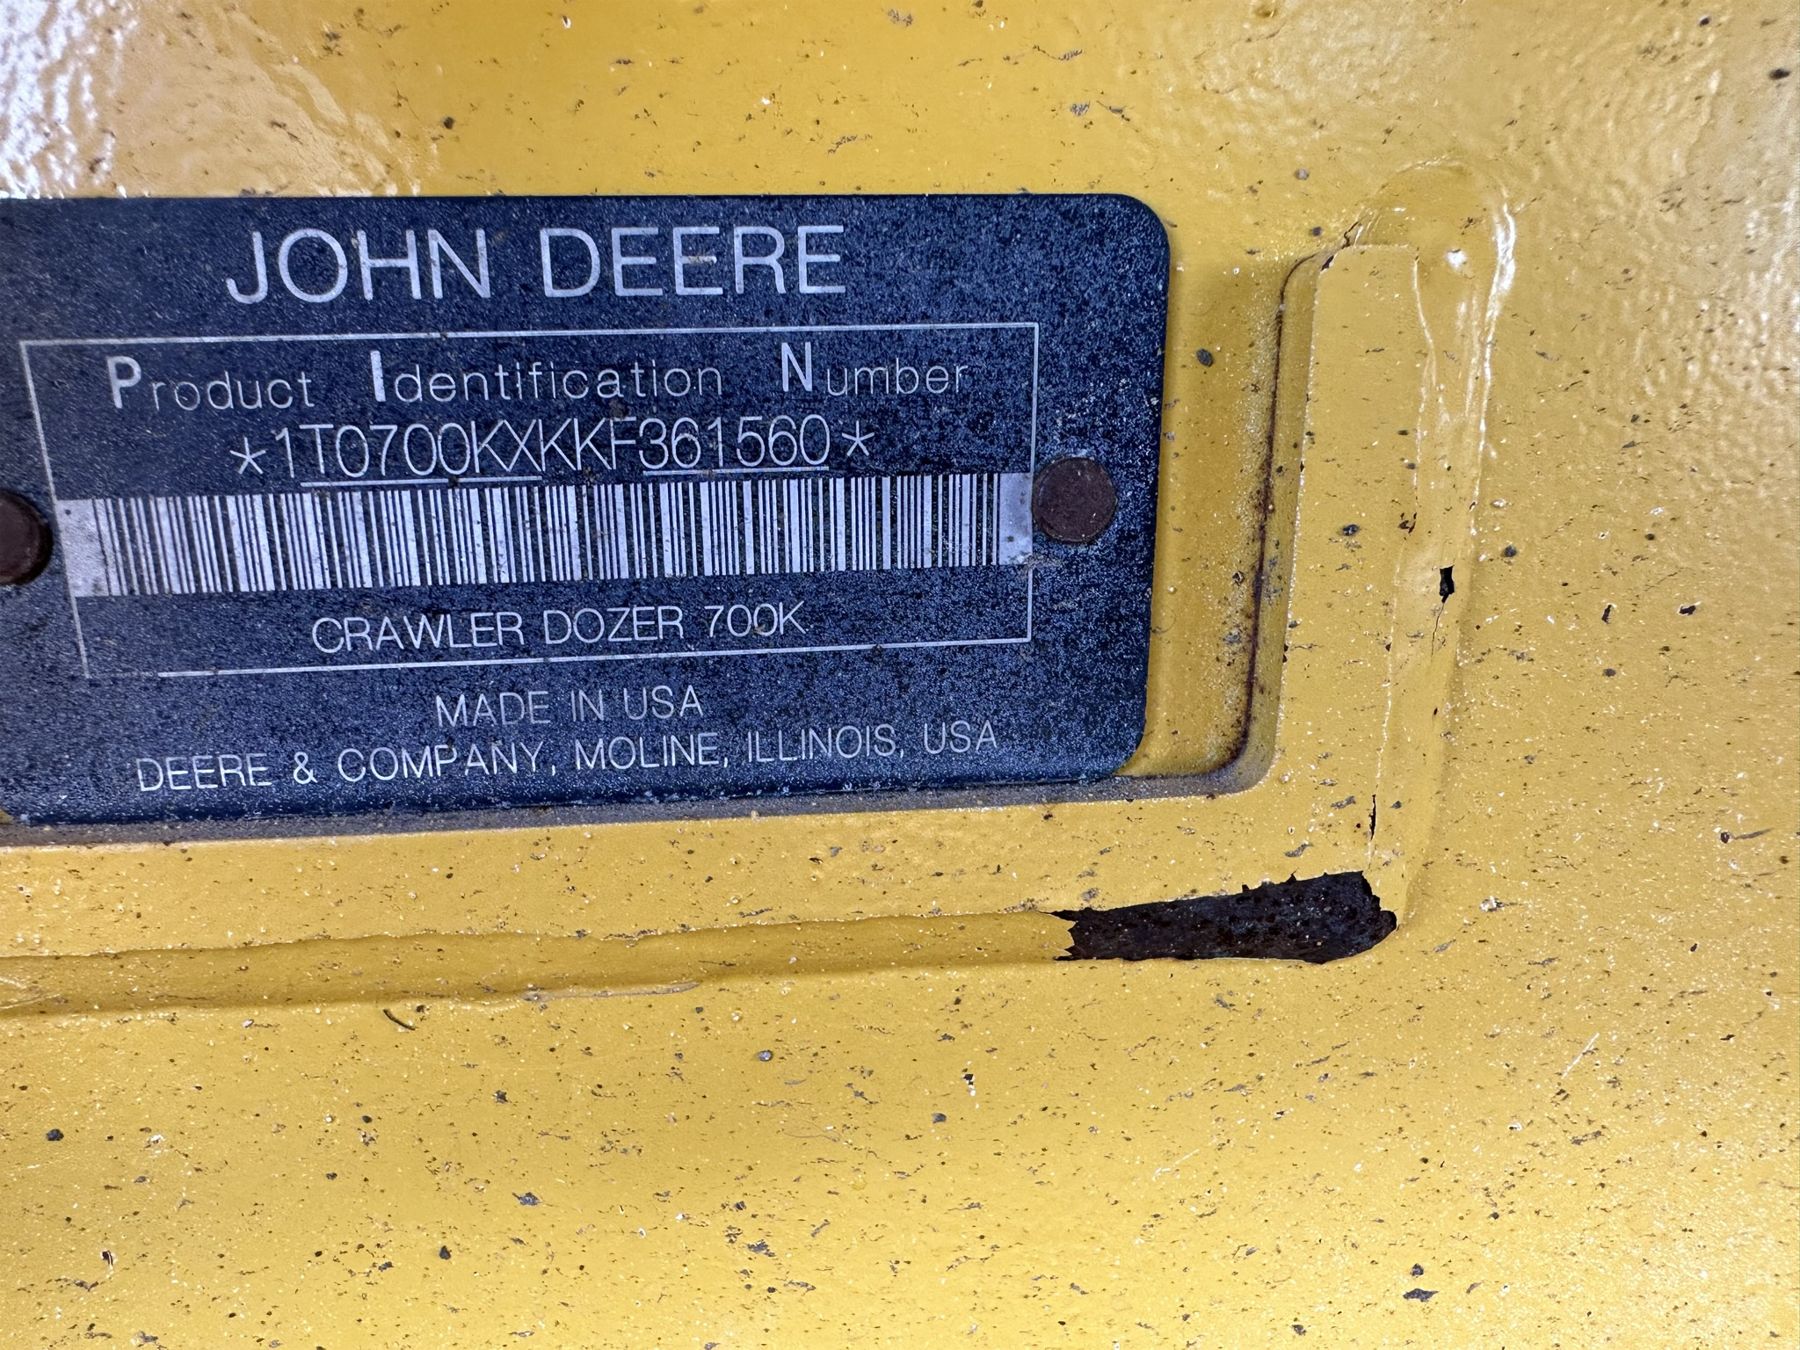 JOHN DEERE
Product Identification Number
*1T0700KXKKF361560*
CRAWLER DOZER 700K
MADE IN USA
DEERE & COMPANY, MOLINE, ILLINOIS, USA